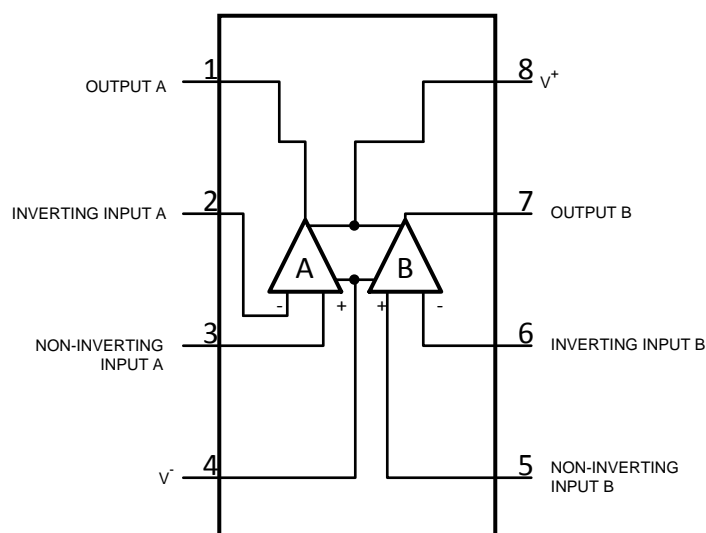 1
OUTPUT A
8
V+
2
INVERTING INPUT A
7
OUTPUT B
A
B
- + + -
3
NON-INVERTING
INPUT A
6
INVERTING INPUT B
4
V-
5
NON-INVERTING
INPUT B